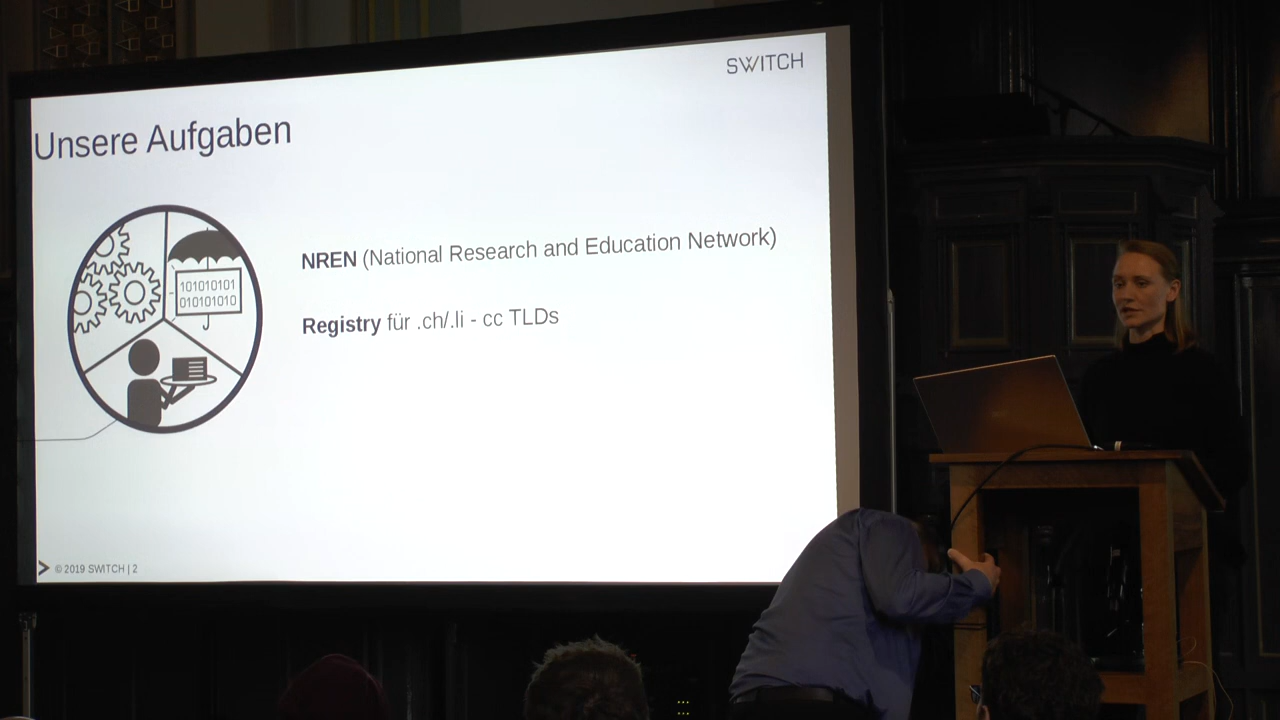 SWITCH
Unsere Aufgaben
101010101
010101010
NREN (National Research and Education Network)
Registry für .ch/.li - cc TLDs
© 2019 SWITCH | 2